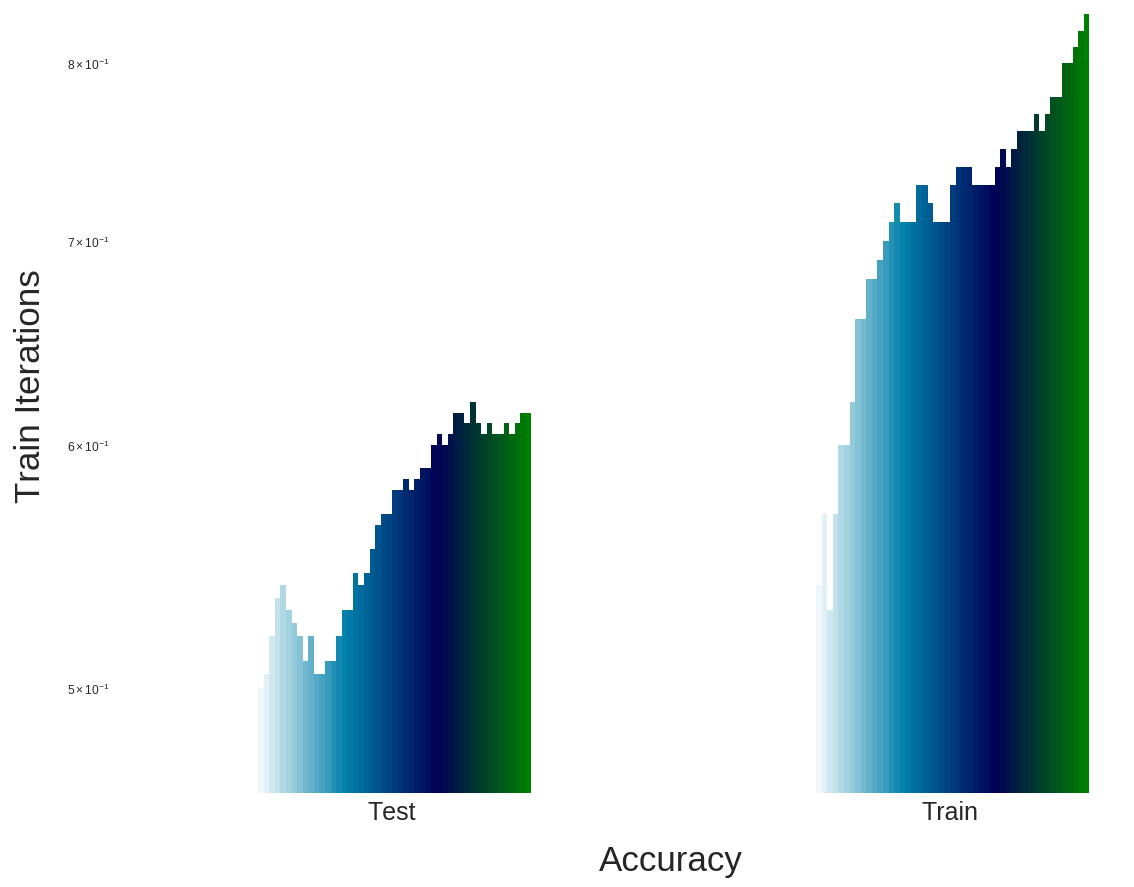 8×10⁻¹
7×10⁻¹
6×10⁻¹
5×10⁻¹
Train Iterations
Test
Train
Accuracy